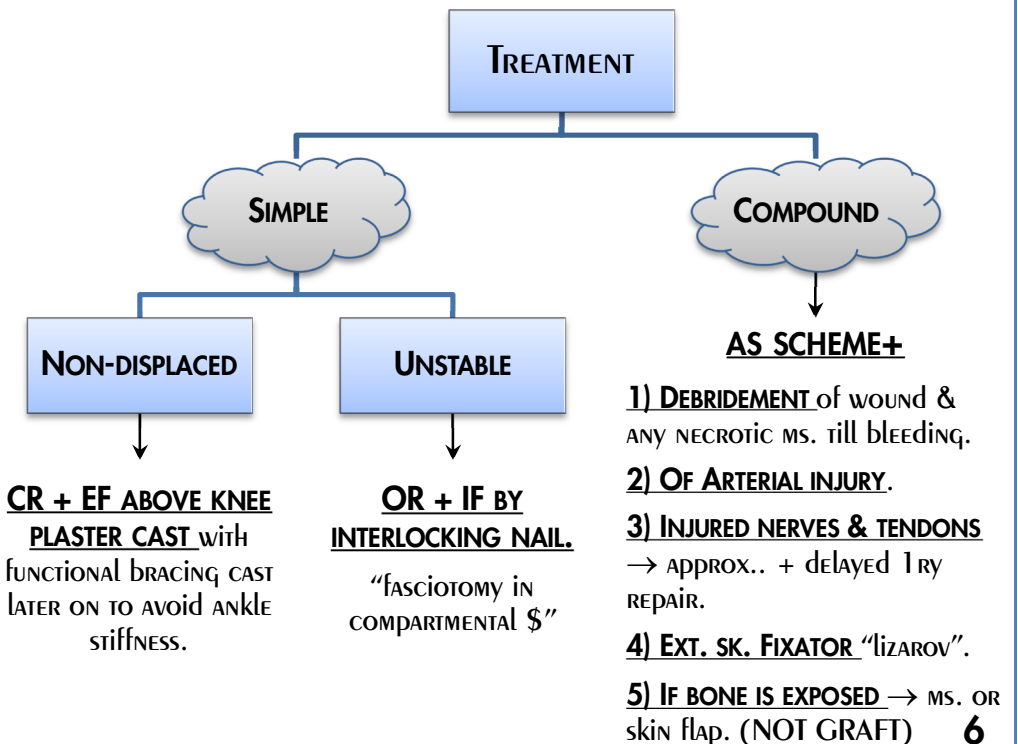 TREATMENT
SIMPLE
COMPOUND
NON-DISPLACED
UNSTABLE
CR + EF ABOVE KNEE
PLASTER CAST with
functional bracing cast
later on to avoid ankle
stiffness.
OR + IF BY
INTERLOCKING NAIL.
“fasciotomy in
compartmental $”
AS SCHEME+
1) DEBRIDEMENT of wound &
any necrotic ms. till bleeding.
2) OF ARTERIAL INJURY.
3) INJURED NERVES & TENDONS
→ approx.. + delayed 1ry
repair.
4) EXT. SK. FIXATOR “lizarov”.
5) IF BONE IS EXPOSED → ms. or
skin flap. (NOT GRAFT)
6